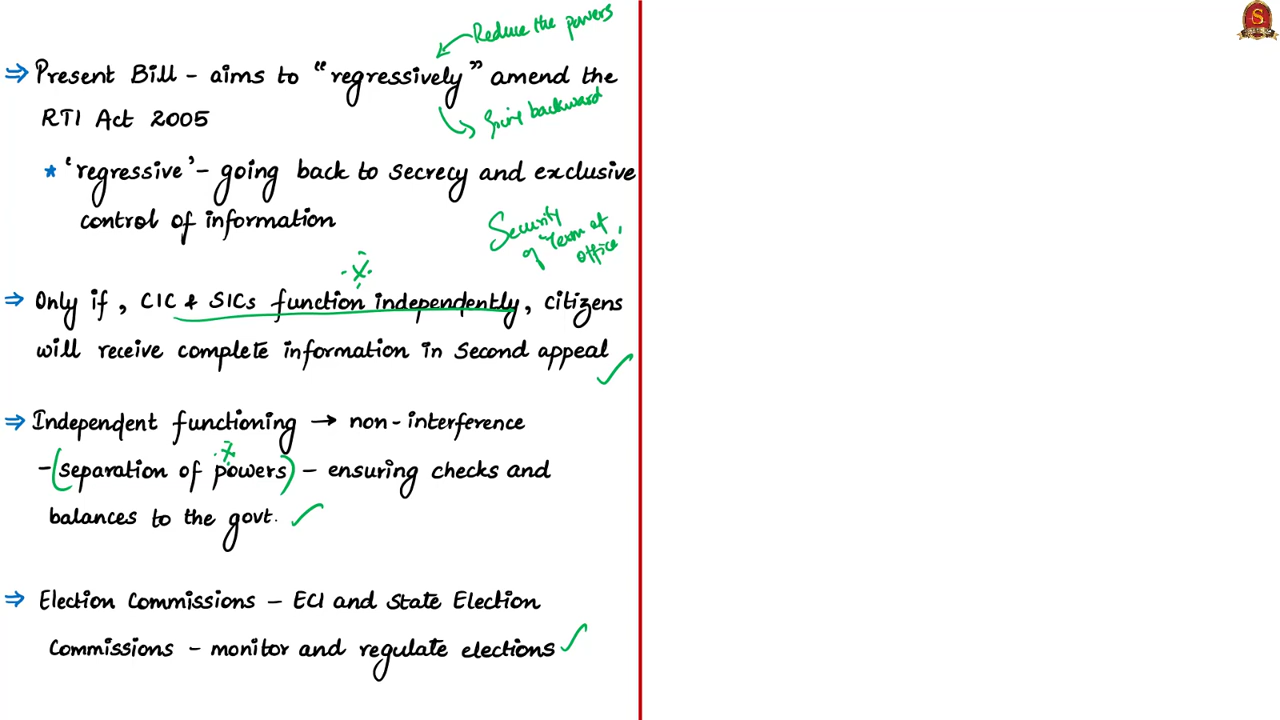 Reduce the powers
⇒ Present Bill - aims to "regressively" amend the
RTI Act 2005
going backward
* 'regressive' - going back to secrecy and exclusive
control of information
Security
of Term of
office,
⇒ Only if, CIC & SICs function independently, citizens
will receive complete information in Second appeal
⇒ Independent functioning → non-interference
- (separation of powers) - ensuring checks and
balances to the govt.
⇒ Election Commissions - ECI and State Election
Commissions - monitor and regulate elections